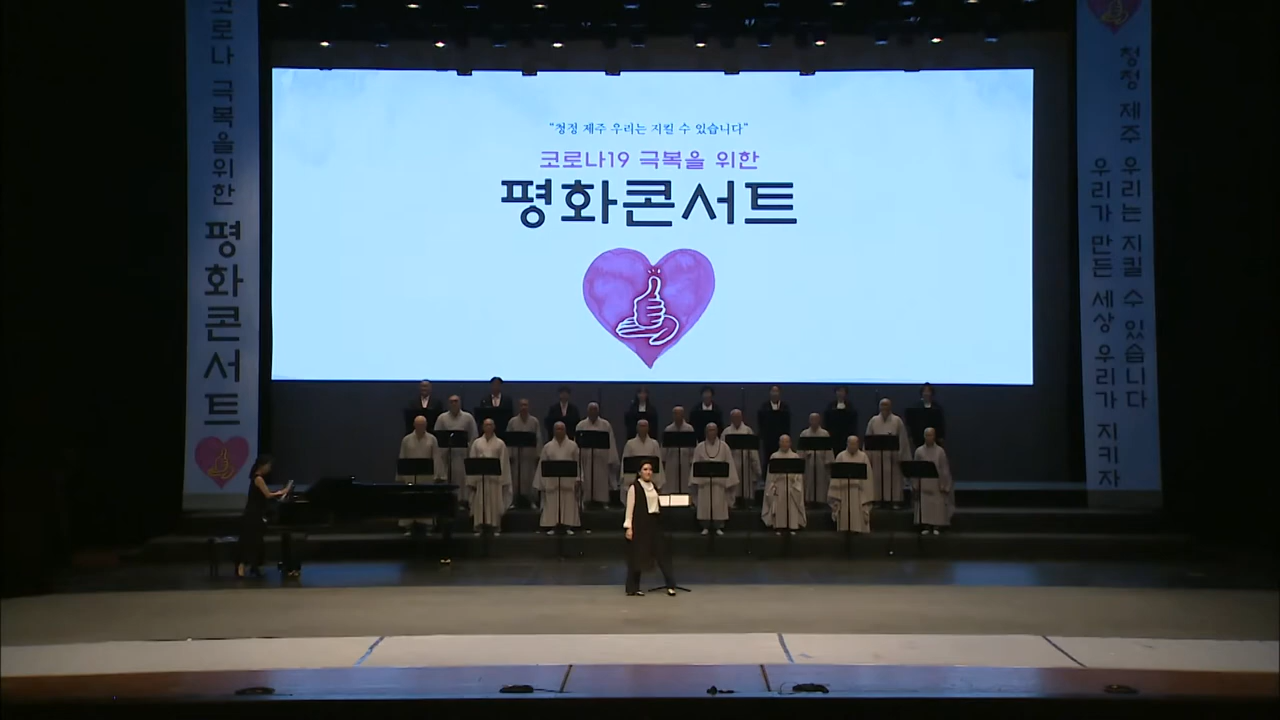 코로나 극복을위한 평화콘서트
"청정 제주 우리는 지킬 수 있습니다"
코로나19 극복을 위한
평화콘서트
청정 제주 우리는 지킬 수 있습니다
우리가 만든 세상 우리가 지키자